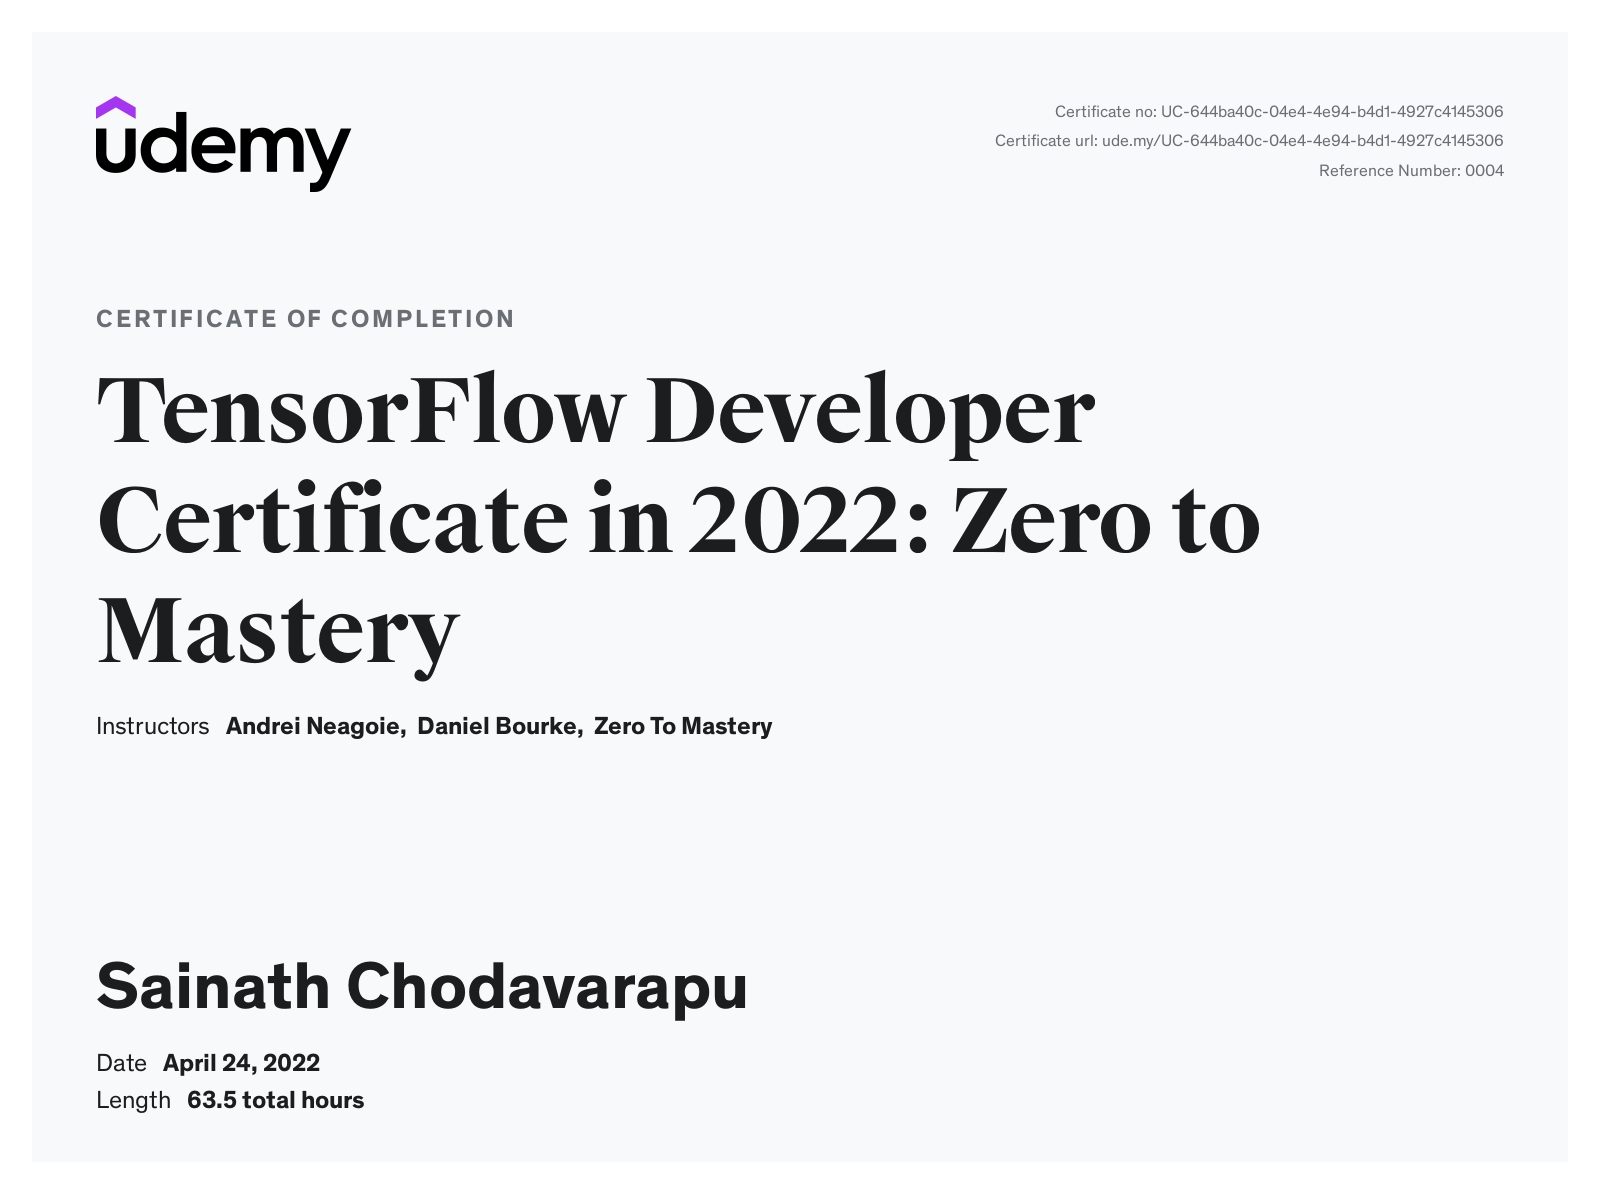 udemy
Certificate no: UC-644ba40c-04e4-4e94-b4d1-4927c4145306
Certificate url: ude.my/UC-644ba40c-04e4-4e94-b4d1-4927c4145306
Reference Number: 0004
CERTIFICATE OF COMPLETION
TensorFlow Developer
Certificate in 2022: Zero to
Mastery
Instructors Andrei Neagoie, Daniel Bourke, Zero To Mastery
Sainath Chodavarapu
Date April 24, 2022
Length 63.5 total hours